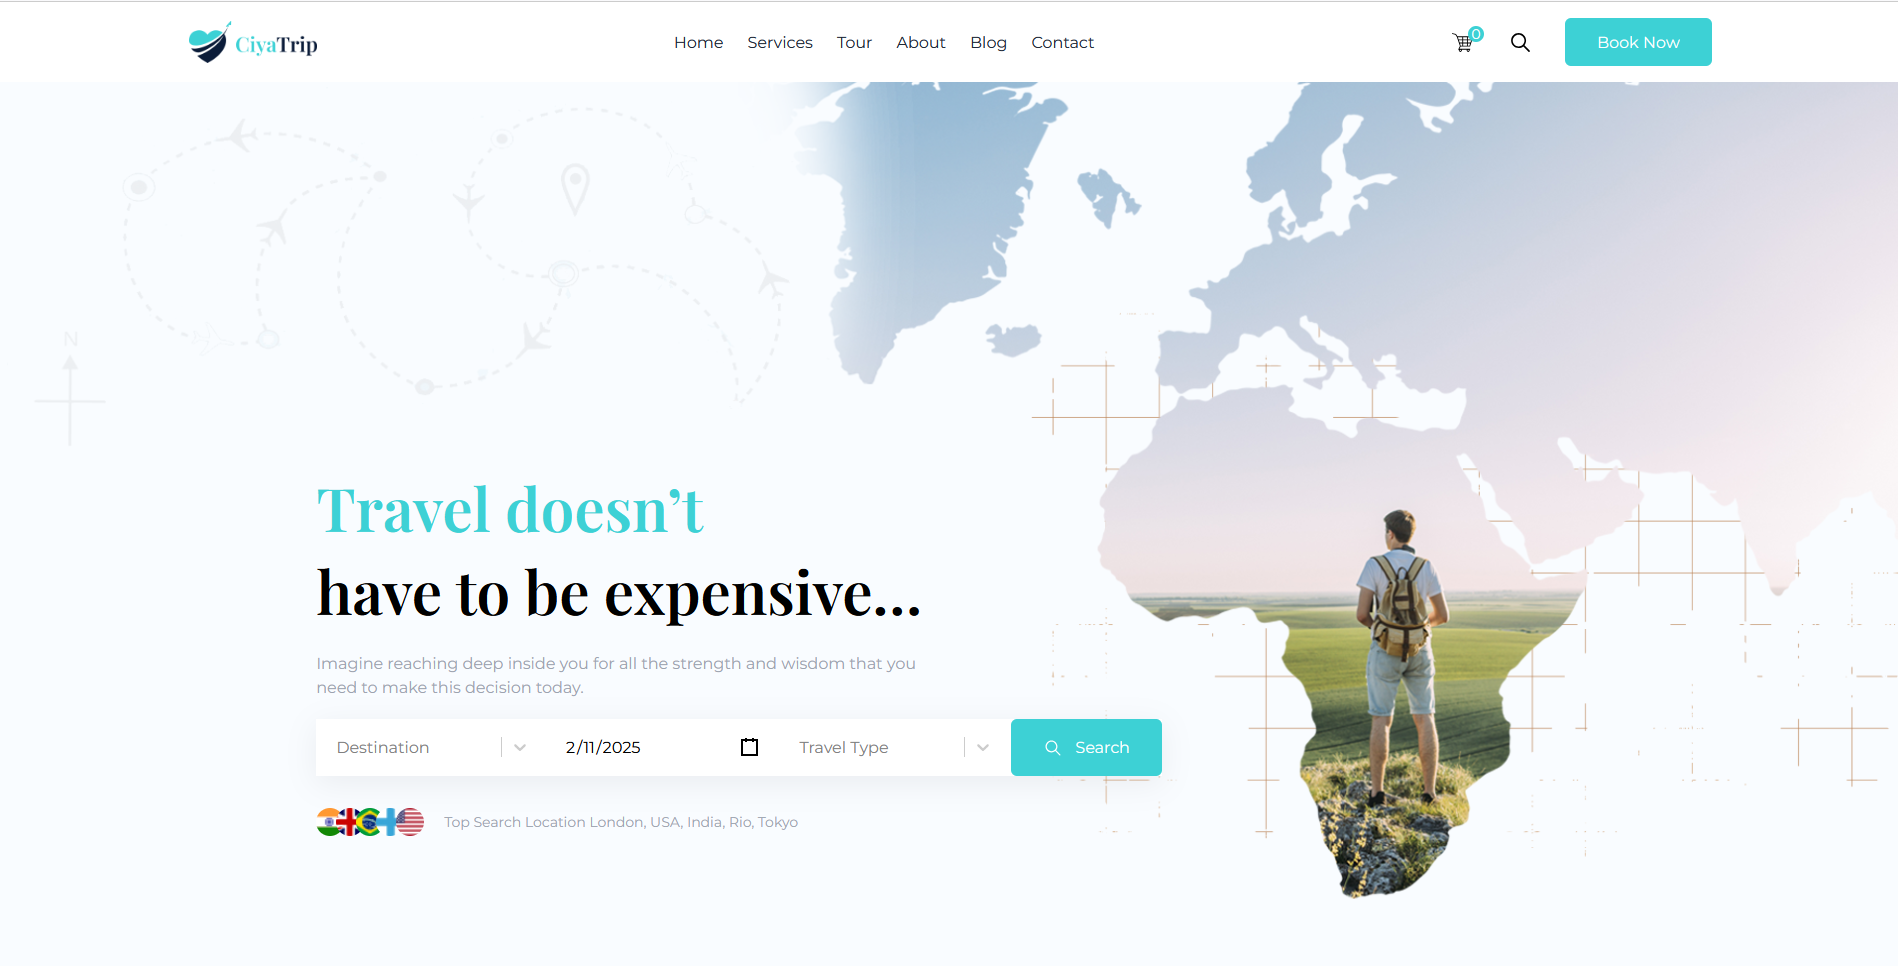 CiyaTrip
Home Services Tour About Blog Contact
0
Book Now
N
Travel doesn’t
have to be expensive...
Imagine reaching deep inside you for all the strength and wisdom that you
need to make this decision today.
Destination 2/11/2025 Travel Type Search
Top Search Location London, USA, India, Rio, Tokyo